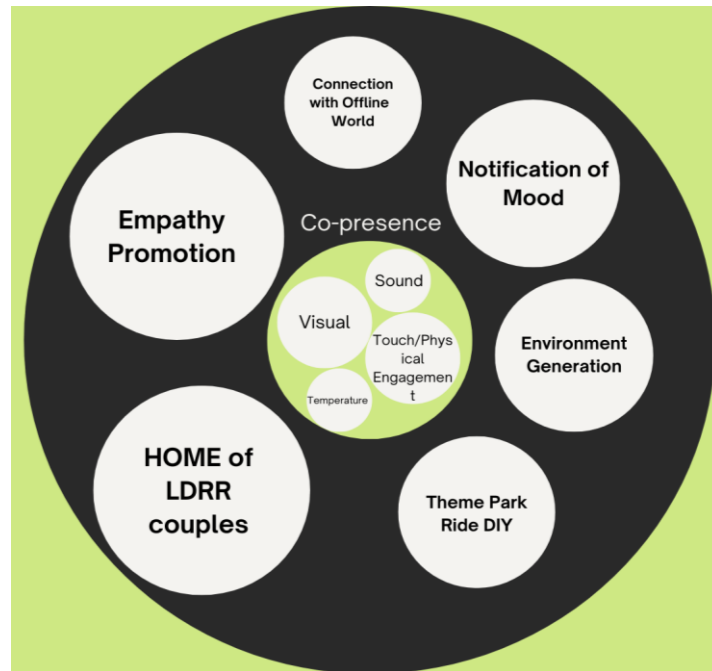 Connection
with Offline
World
Notification of
Mood
Empathy
Promotion
Co-presence
Sound
Visual
Touch/Phys
ical
Engagemen
t
Temperature
Environment
Generation
HOME of
LDRR
couples
Theme Park
Ride DIY